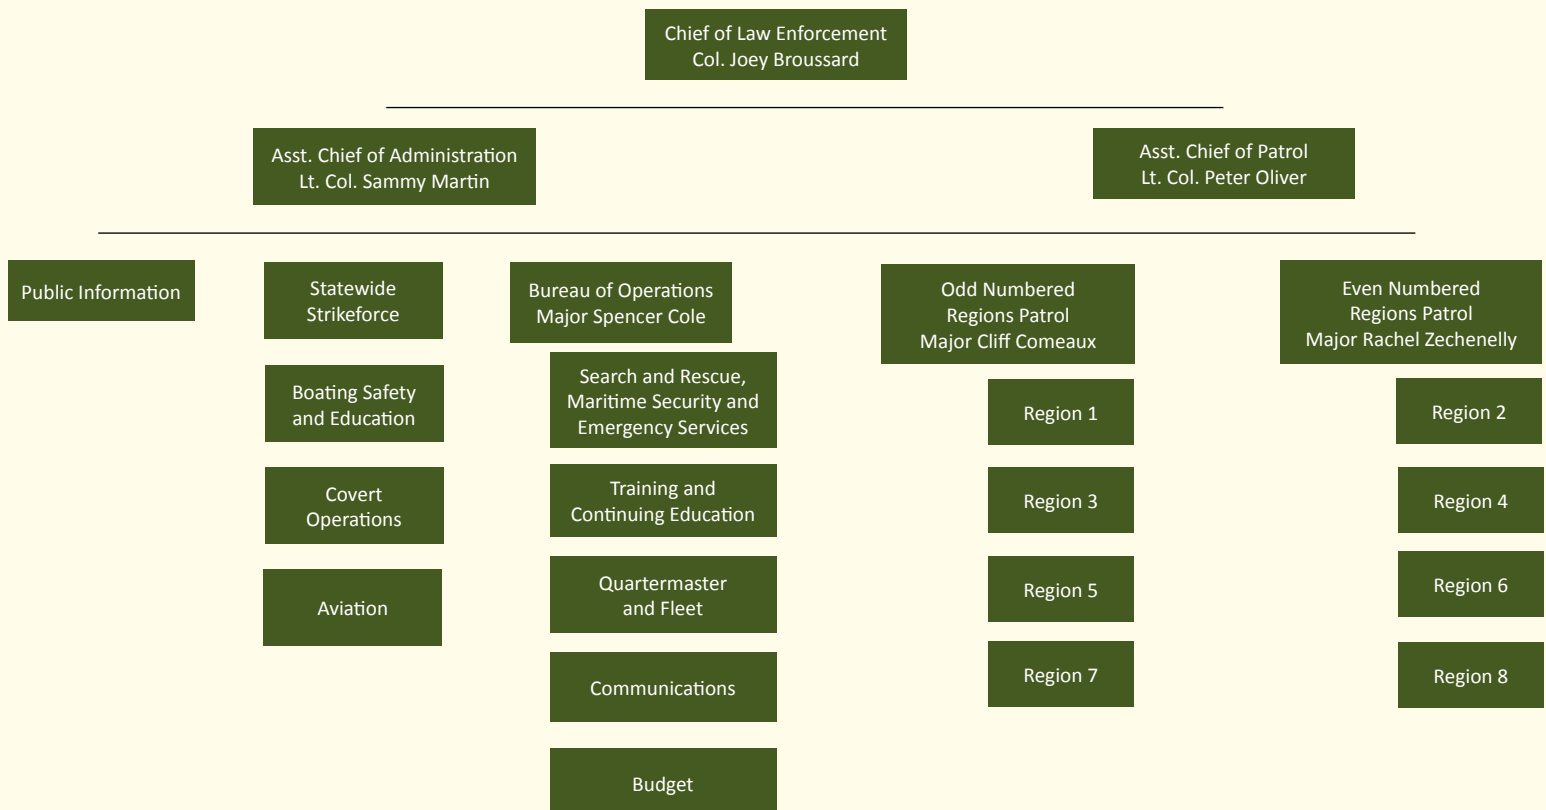 Chief of Law Enforcement
Col. Joey Broussard
Asst. Chief of Administration
Lt. Col. Sammy Martin
Asst. Chief of Patrol
Lt. Col. Peter Oliver
Public Information
Statewide
Strikeforce
Boating Safety
and Education
Covert
Operations
Aviation
Bureau of Operations
Major Spencer Cole
Search and Rescue,
Maritime Security and
Emergency Services
Training and
Continuing Education
Quartermaster
and Fleet
Communications
Budget
Odd Numbered
Regions Patrol
Major Cliff Comeaux
Region 1
Region 3
Region 5
Region 7
Even Numbered
Regions Patrol
Major Rachel Zechenelly
Region 2
Region 4
Region 6
Region 8